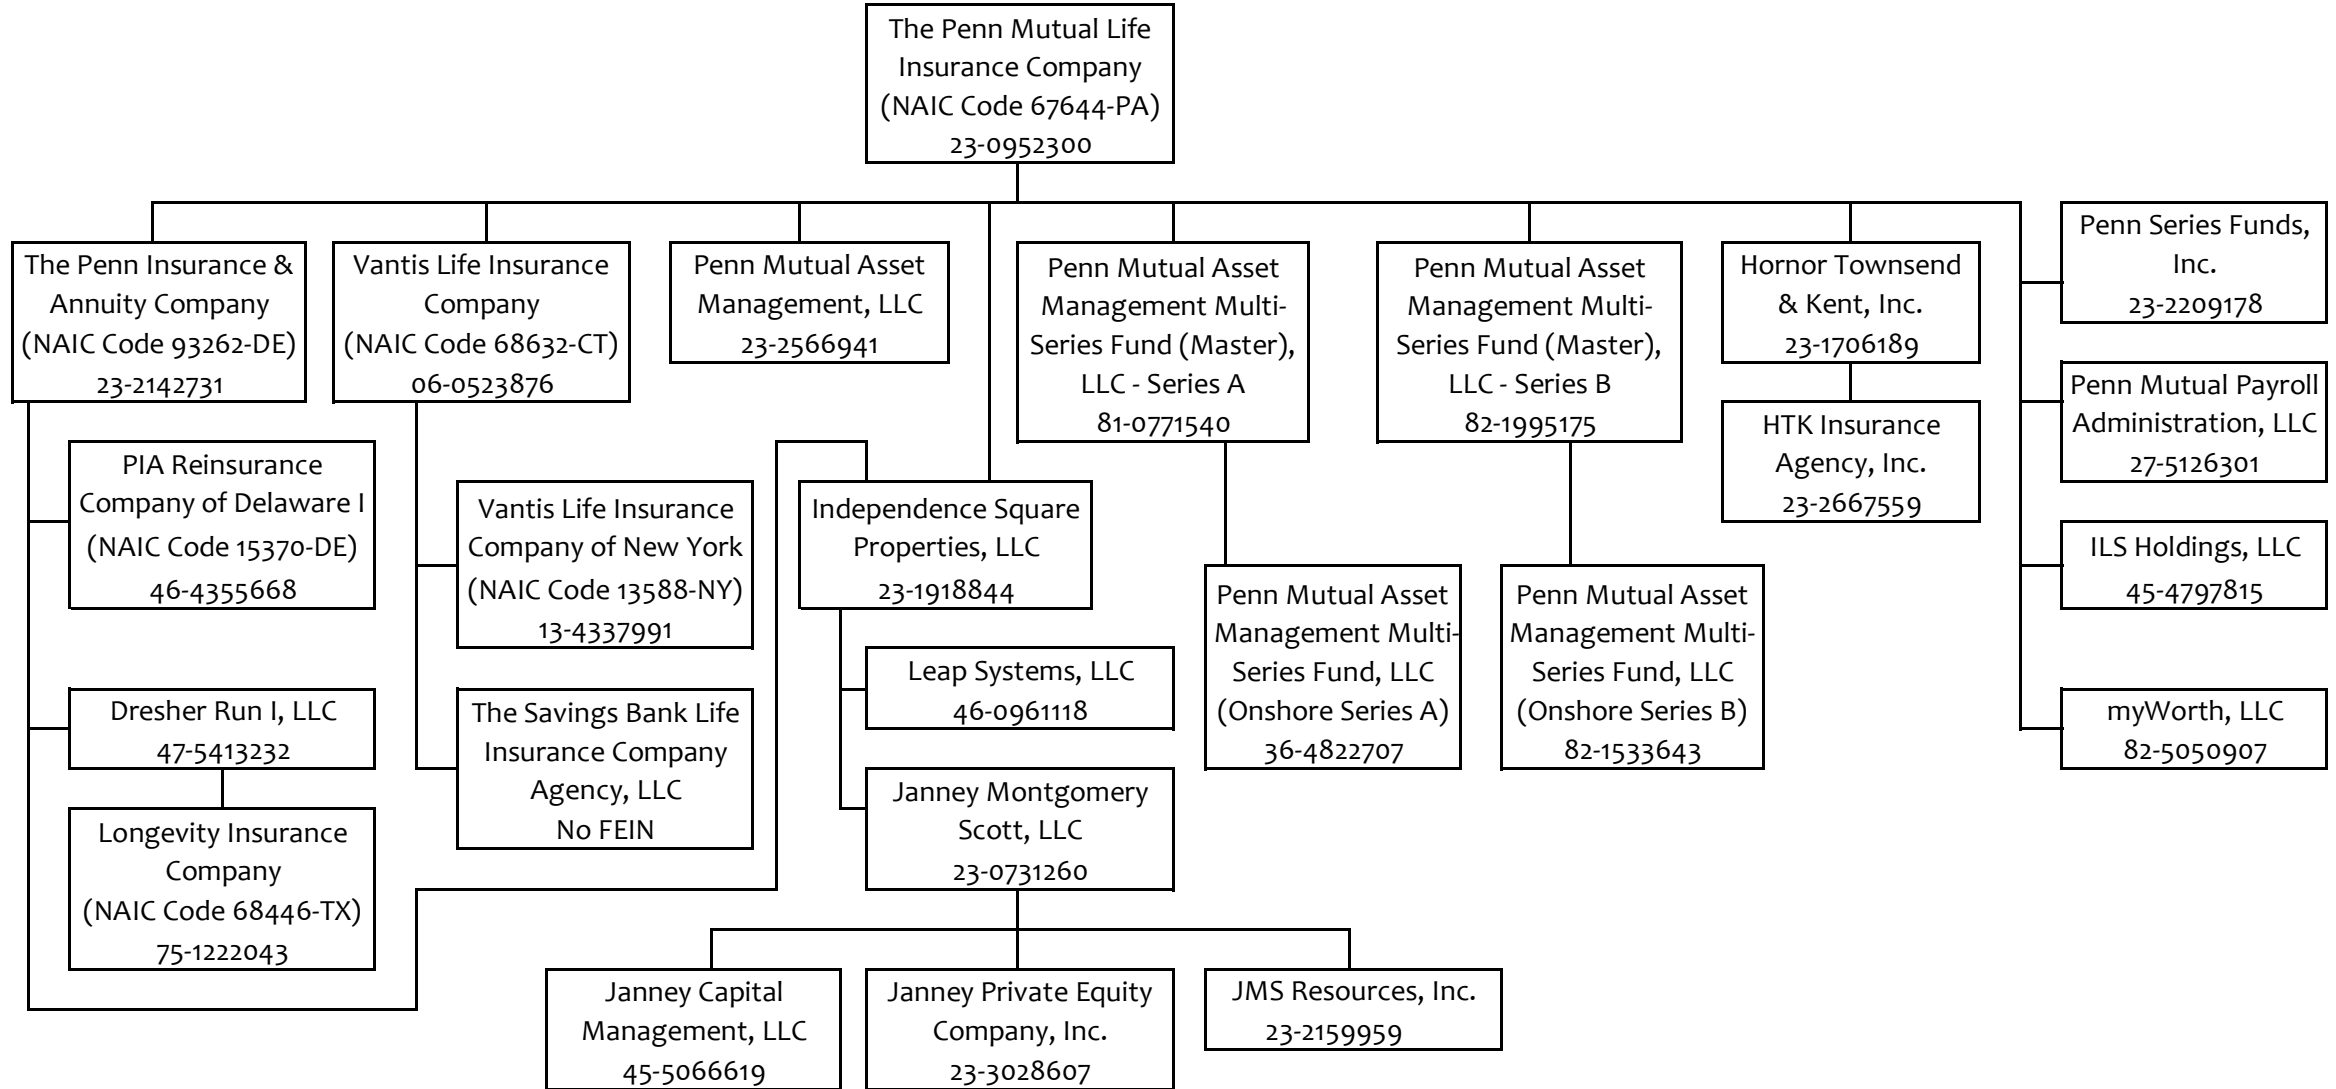 The Penn Mutual Life
Insurance Company
(NAIC Code 67644-PA)
23-0952300
The Penn Insurance &
Annuity Company
(NAIC Code 93262-DE)
23-2142731
Vantis Life Insurance
Company
(NAIC Code 68632-CT)
06-0523876
Penn Mutual Asset
Management, LLC
23-2566941
Penn Mutual Asset
Management Multi-
Series Fund (Master),
LLC - Series A
81-0771540
Penn Mutual Asset
Management Multi-
Series Fund (Master),
LLC - Series B
82-1995175
Hornor Townsend
& Kent, Inc.
23-1706189
Penn Series Funds,
Inc.
23-2209178
Penn Mutual Payroll
Administration, LLC
27-5126301
HTK Insurance
Agency, Inc.
23-2667559
PIA Reinsurance
Company of Delaware I
(NAIC Code 15370-DE)
46-4355668
Vantis Life Insurance
Company of New York
(NAIC Code 13588-NY)
13-4337991
Independence Square
Properties, LLC
23-1918844
ILS Holdings, LLC
45-4797815
Penn Mutual Asset
Management Multi-
Series Fund, LLC
(Onshore Series A)
36-4822707
Penn Mutual Asset
Management Multi-
Series Fund, LLC
(Onshore Series B)
82-1533643
Leap Systems, LLC
46-0961118
Dresher Run I, LLC
47-5413232
The Savings Bank Life
Insurance Company
Agency, LLC
No FEIN
myWorth, LLC
82-5050907
Janney Montgomery
Scott, LLC
23-0731260
Longevity Insurance
Company
(NAIC Code 68446-TX)
75-1222043
Janney Capital
Management, LLC
45-5066619
Janney Private Equity
Company, Inc.
23-3028607
JMS Resources, Inc.
23-2159959